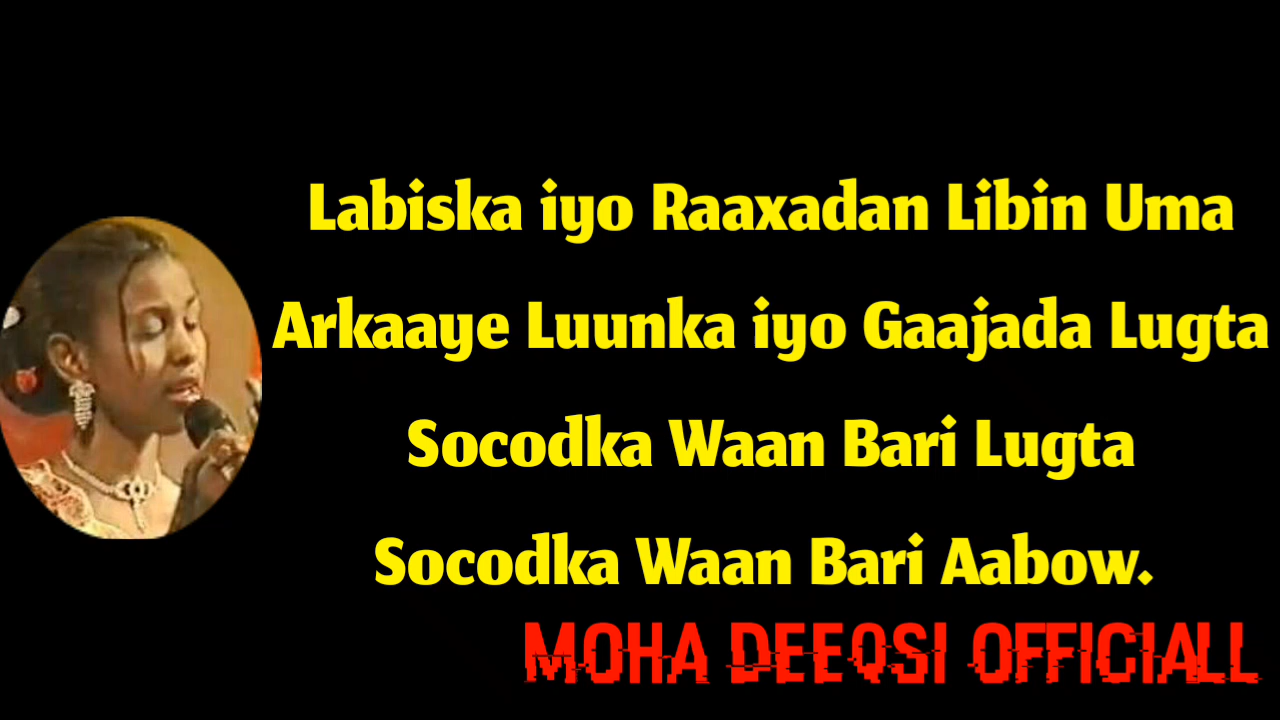 Labiska iyo Raaxadan Libin Uma
Arkaaye Luunka iyo Gaajada Lugta
Socodka Waan Bari Lugta
Socodka Waan Bari Aabow.
MOHA DEEQSI OFFICIALL